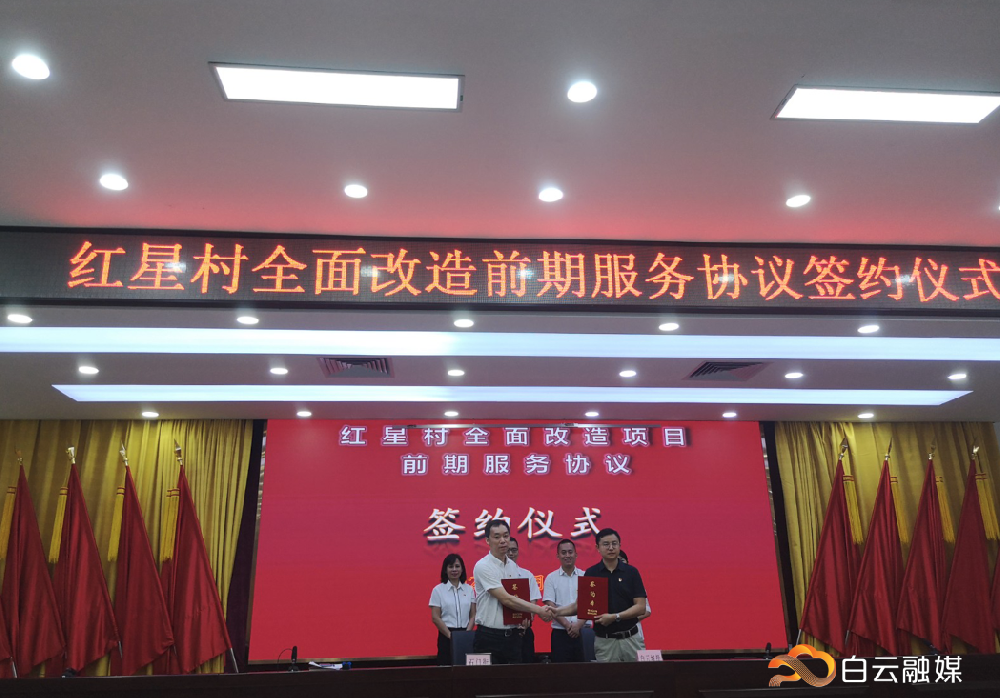 红星村全面改造前期服务协议签约仪式
红星村全面改造项目
前期服务协议
签约仪式
白云融媒